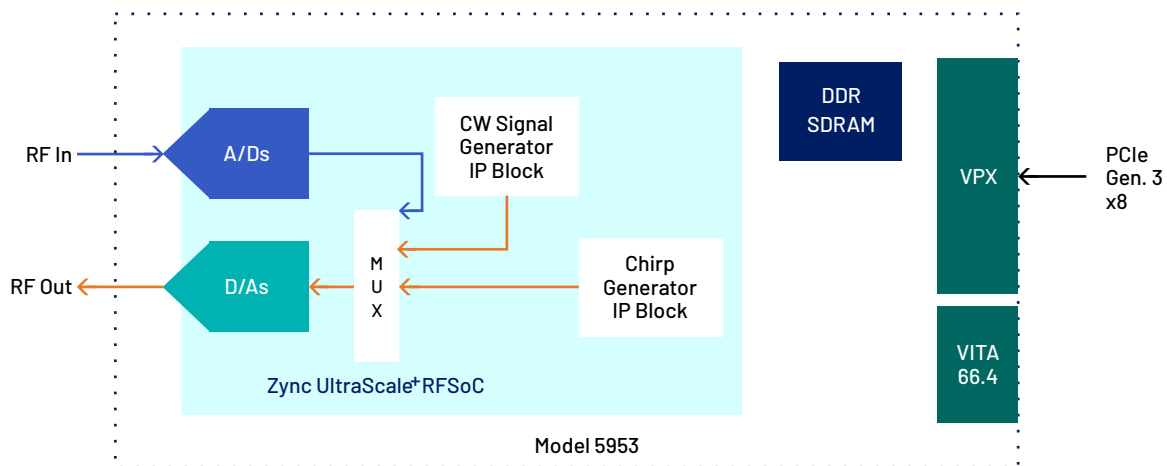 RF In
A/Ds
CW Signal
Generator
IP Block
DDR
SDRAM
VPX
PCIe
Gen. 3
x8
RF Out
D/As
M
U
X
Chirp
Generator
IP Block
VITA
66.4
Zync UltraScale+RFSoC
Model 5953